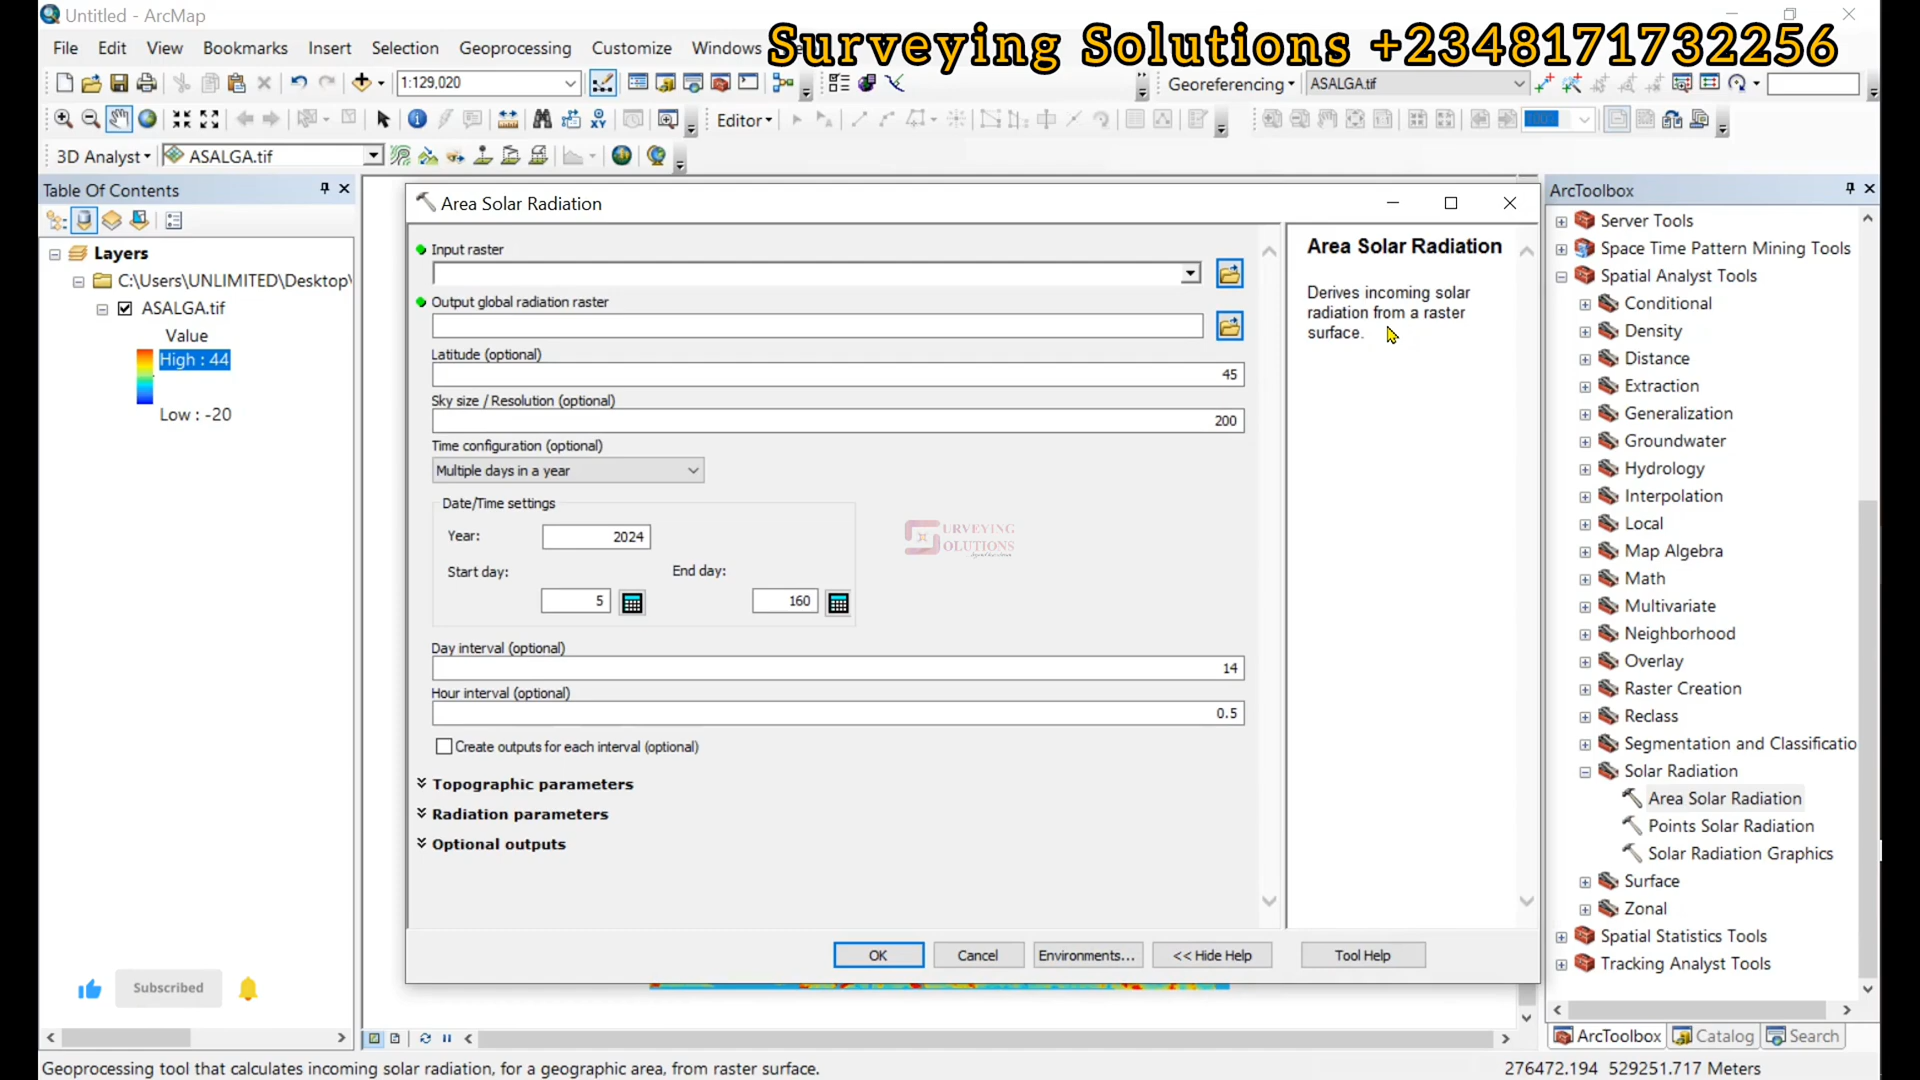 Untitled - ArcMap
Surveying Solutions +2348171732256
File Edit View Bookmarks Insert Selection Geoprocessing Customize Windows
1:129,020
Georeferencing
ASALGA.tif
Editor
100%
3D Analyst
ASALGA.tif
Table Of Contents
Layers
C:\Users\UNLIMITED\Desktop\
ASALGA.tif
Value
High : 44
Low : -20
Subscribed
Area Solar Radiation
Input raster
Output global radiation raster
Latitude (optional)
45
Sky size / Resolution (optional)
200
Time configuration (optional)
Multiple days in a year
Date/Time settings
Year:
2024
Start day:
End day:
5
160
Day interval (optional)
14
Hour interval (optional)
0.5
Create outputs for each interval (optional)
Topographic parameters
Radiation parameters
Optional outputs
URVEYING
OLUTIONS
OK
Cancel
Environments...
<< Hide Help
Tool Help
Area Solar Radiation
Derives incoming solar
radiation from a raster
surface.
ArcToolbox
Server Tools
Space Time Pattern Mining Tools
Spatial Analyst Tools
Conditional
Density
Distance
Extraction
Generalization
Groundwater
Hydrology
Interpolation
Local
Map Algebra
Math
Multivariate
Neighborhood
Overlay
Raster Creation
Reclass
Segmentation and Classificatio
Solar Radiation
Area Solar Radiation
Points Solar Radiation
Solar Radiation Graphics
Surface
Zonal
Spatial Statistics Tools
Tracking Analyst Tools
ArcToolbox
Catalog
Search
Geoprocessing tool that calculates incoming solar radiation, for a geographic area, from raster surface.
276472.194 529251.717 Meters